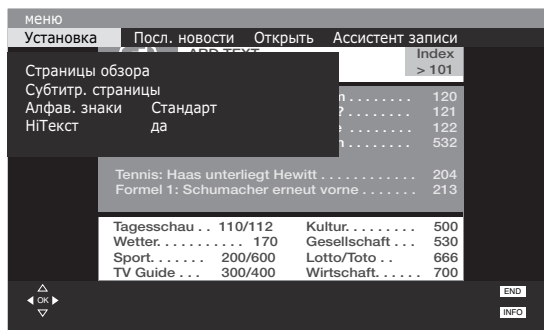 меню
Установка Посл. новости Открыть Ассистент записи
ARD-TEXT Index
> 101
Страницы обзора
Субтитр. страницы
Алфав. знаки Стандарт
HiТекст да
n . . . . . . . . 120
? . . . . . . . . 121
e . . . . . . . . 122
n . . . . . . . . 532
Tennis: Haas unterliegt Hewitt . . . . . . . . . . . . 204
Formel 1: Schumacher erneut vorne . . . . . . . 213
Tagesschau . . 110/112 Kultur. . . . . . . . . 500
Wetter. . . . . . . . . . . 170 Gesellschaft . . . 530
Sport. . . . . . . 200/600 Lotto/Toto . . 666
TV Guide . . . 300/400 Wirtschaft. . . . . . 700
OK
END
INFO